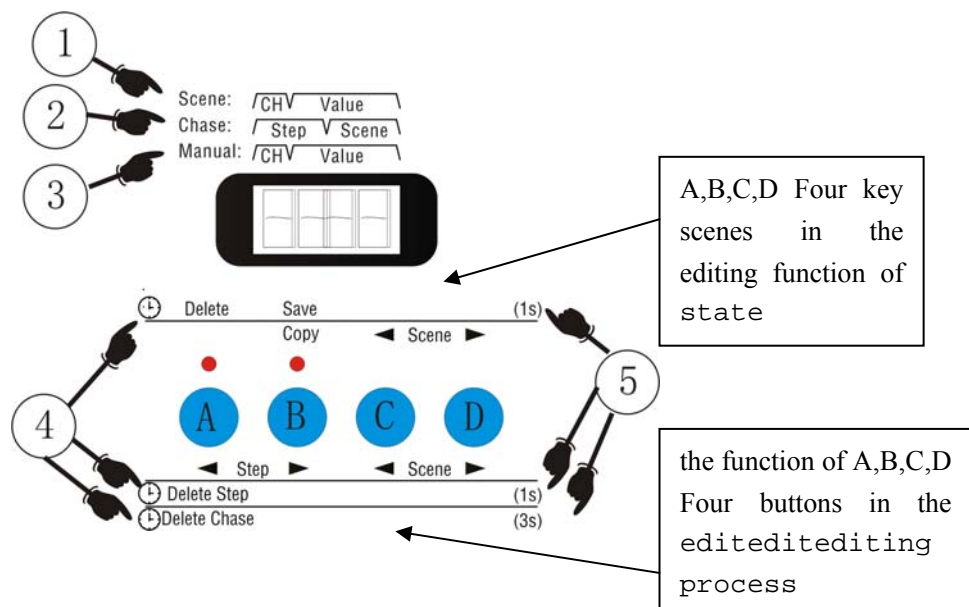 1
2
3
Scene: CH Value
Chase: Step Scene
Manual: CH Value
A,B,C,D Four key
scenes in the
editing function of
state
Delete Save (1s)
Copy ◄ Scene ►
4
A B C D
5
◄ Step ► ◄ Scene ►
Delete Step (1s)
Delete Chase (3s)
the function of A,B,C,D
Four buttons in the
editeditediting
process